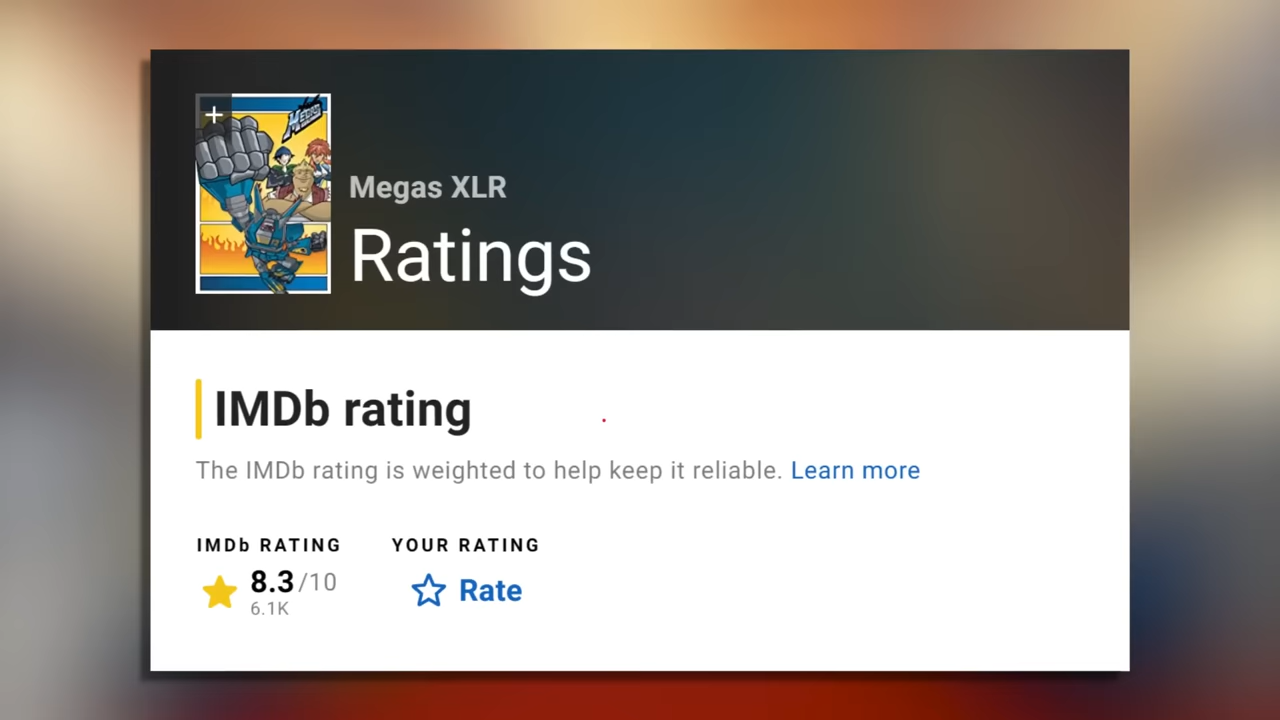 Megas XLR
Ratings
IMDb rating
The IMDb rating is weighted to help keep it reliable. Learn more
IMDb RATING YOUR RATING
8.3/10 Rate
6.1K